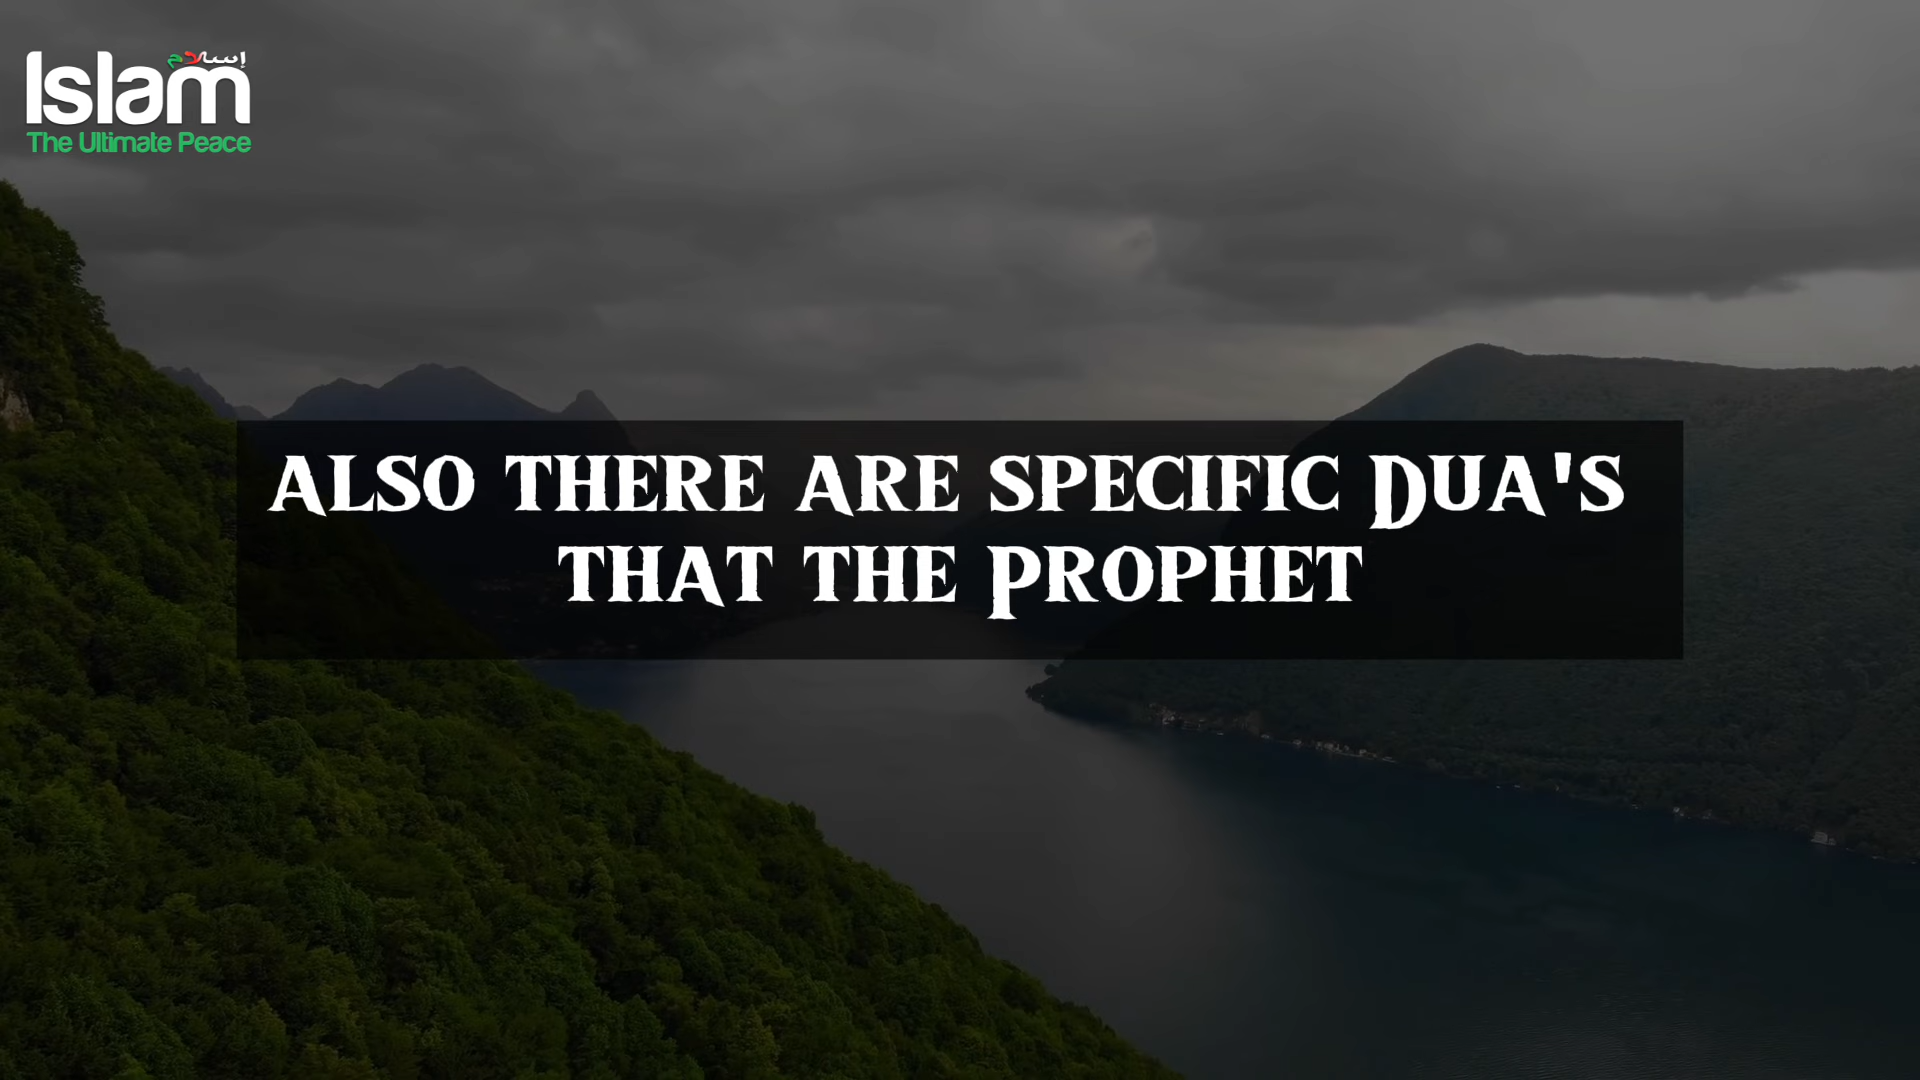 إسلام
Islam
The Ultimate Peace
ALSO THERE ARE SPECIFIC DUA'S
THAT THE PROPHET